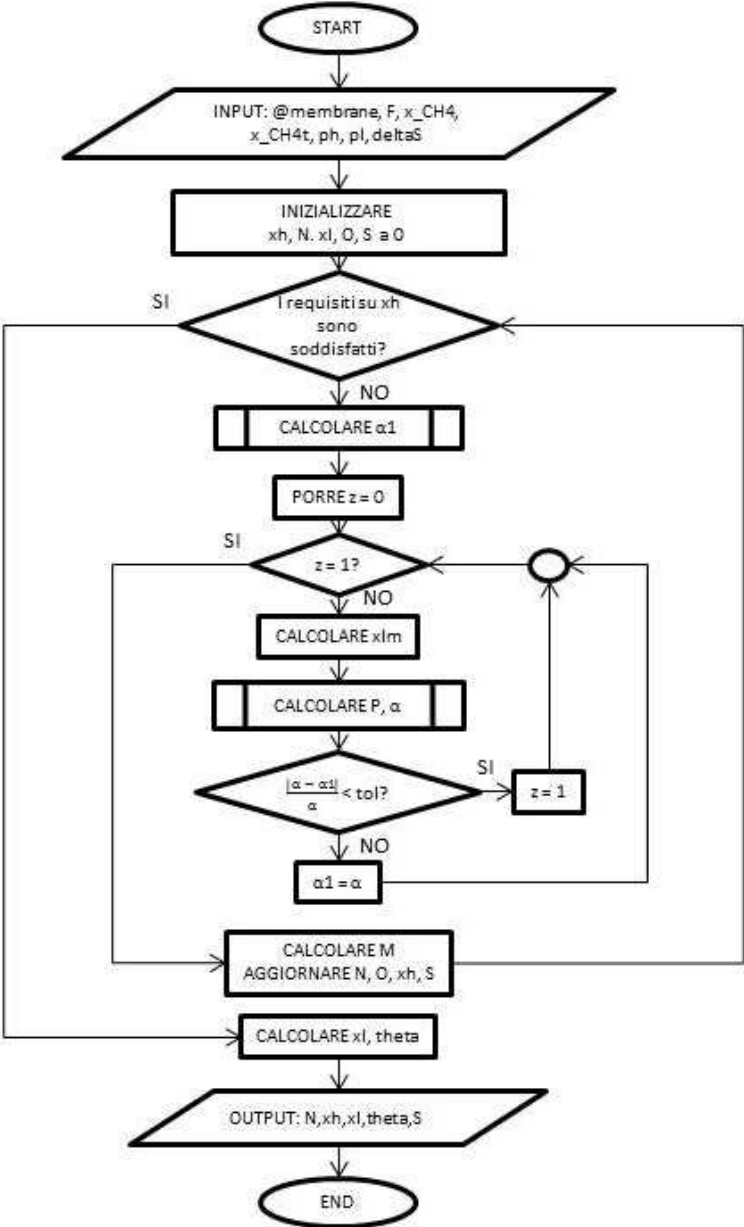 START
INPUT: @membrane, F, x_CH4,
x_CH4t, ph, pl, deltaS
INIZIALIZZARE
xh, N. xl, O, S a 0
SI
I requisiti su xh
sono
soddisfatti?
NO
CALCOLARE α1
PORRE z = 0
SI
z = 1?
NO
CALCOLARE xlm
CALCOLARE P, α
|α − α1|
α
< tol?
SI
z = 1
NO
α1 = α
CALCOLARE M
AGGIORNARE N, O, xh, S
CALCOLARE xl, theta
OUTPUT: N,xh,xl,theta,S
END